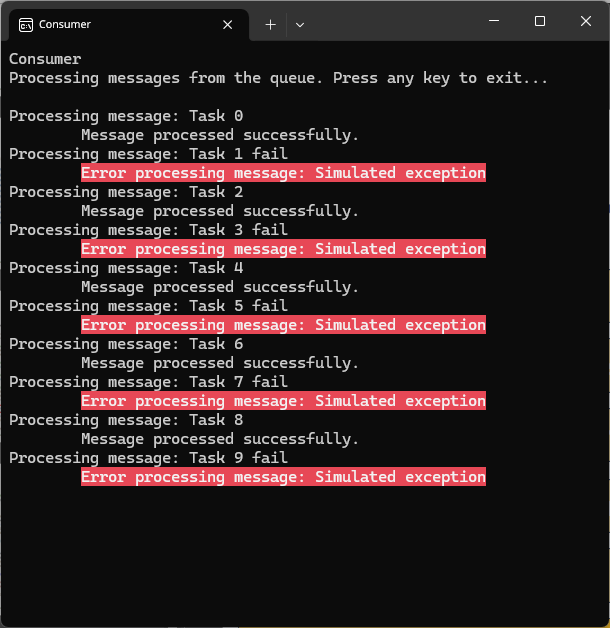 Consumer
Consumer
Processing messages from the queue. Press any key to exit...
Processing message: Task 0
Message processed successfully.
Processing message: Task 1 fail
Error processing message: Simulated exception
Processing message: Task 2
Message processed successfully.
Processing message: Task 3 fail
Error processing message: Simulated exception
Processing message: Task 4
Message processed successfully.
Processing message: Task 5 fail
Error processing message: Simulated exception
Processing message: Task 6
Message processed successfully.
Processing message: Task 7 fail
Error processing message: Simulated exception
Processing message: Task 8
Message processed successfully.
Processing message: Task 9 fail
Error processing message: Simulated exception